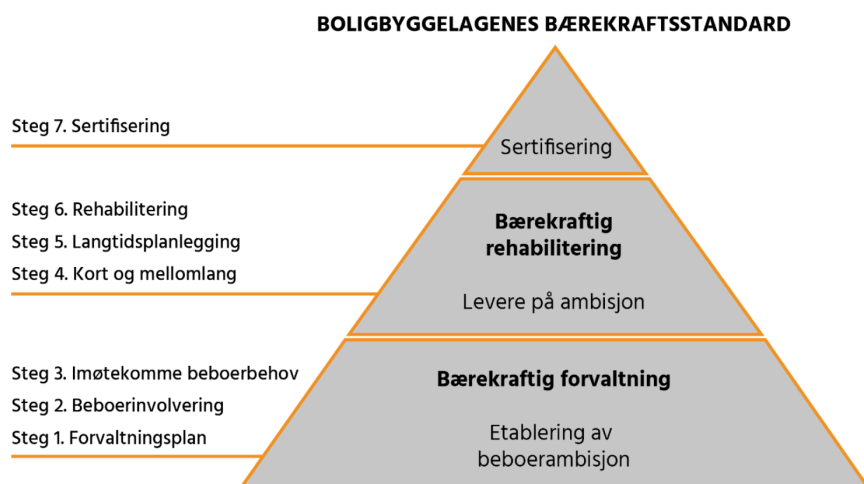 BOLIGBYGGELAGENES BÆREKRAFTSSTANDARD
Steg 7. Sertifisering
Sertifisering
Steg 6. Rehabilitering
Steg 5. Langtidsplanlegging
Steg 4. Kort og mellomlang
Bærekraftig
rehabilitering
Levere på ambisjon
Steg 3. Imøtekomme beboerbehov
Steg 2. Beboerinvolvering
Steg 1. Forvaltningsplan
Bærekraftig forvaltning
Etablering av
beboerambisjon